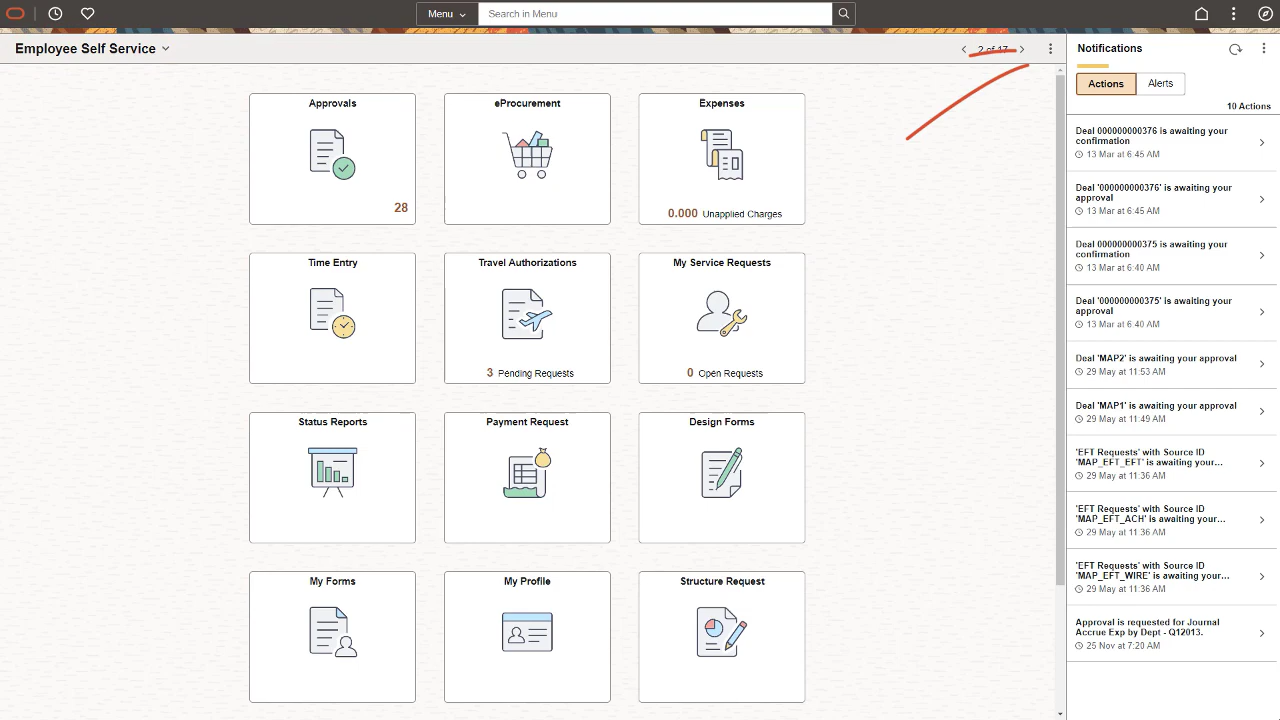 Menu
Search in Menu
Employee Self Service
2 of 17
Notifications
Actions
Alerts
10 Actions
Approvals
28
eProcurement
Expenses
0.000 Unapplied Charges
Time Entry
Travel Authorizations
3 Pending Requests
My Service Requests
0 Open Requests
Status Reports
Payment Request
Design Forms
My Forms
My Profile
Structure Request
Deal 000000000376 is awaiting your
confirmation
13 Mar at 6:45 AM
Deal '000000000376' is awaiting your
approval
13 Mar at 6:45 AM
Deal 000000000375 is awaiting your
confirmation
13 Mar at 6:40 AM
Deal '000000000375' is awaiting your
approval
13 Mar at 6:40 AM
Deal 'MAP2' is awaiting your approval
29 May at 11:53 AM
Deal 'MAP1' is awaiting your approval
29 May at 11:49 AM
'EFT Requests' with Source ID
'MAP_EFT_EFT' is awaiting your...
29 May at 11:36 AM
'EFT Requests' with Source ID
'MAP_EFT_ACH' is awaiting your...
29 May at 11:36 AM
'EFT Requests' with Source ID
'MAP_EFT_WIRE' is awaiting your...
29 May at 11:36 AM
Approval is requested for Journal
Accrue Exp by Dept - Q12013.
25 Nov at 7:20 AM